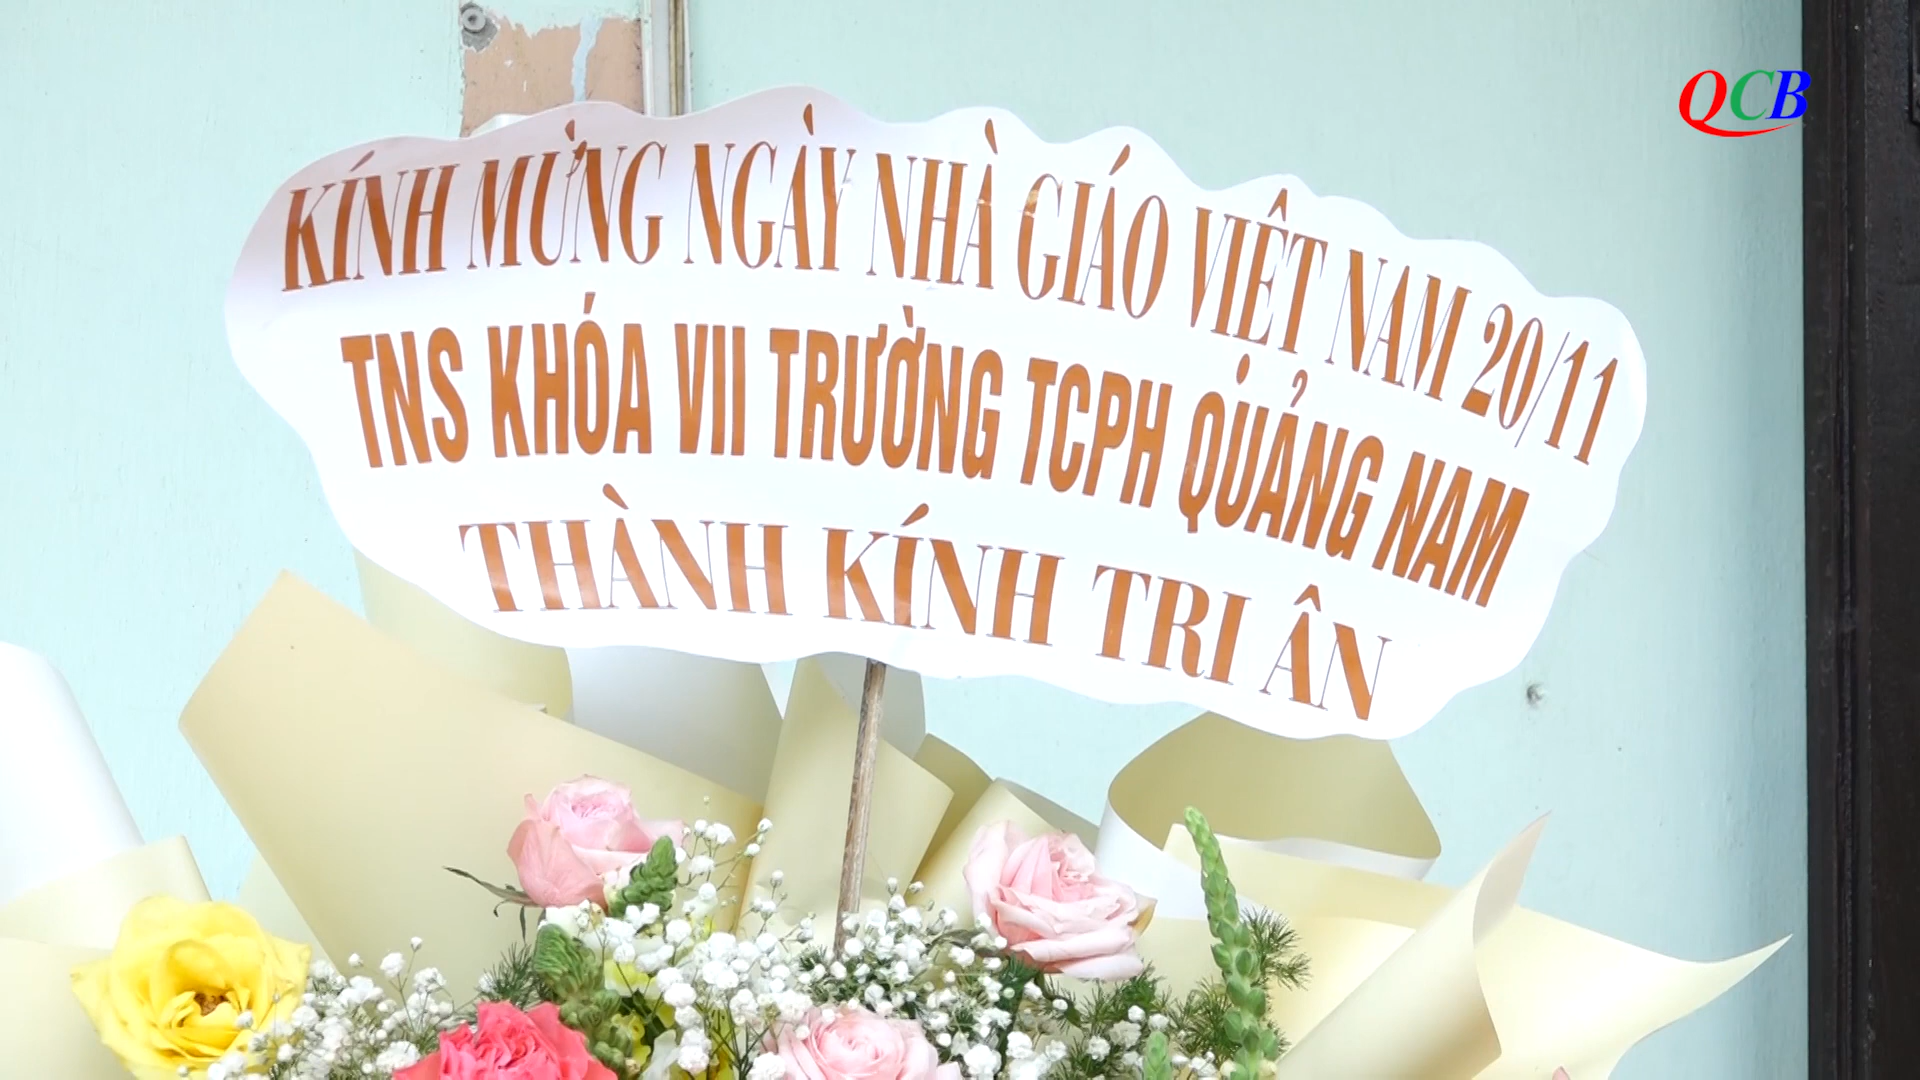 QCB
KÍNH MỪNG NGÀY NHÀ GIÁO VIỆT NAM 20/11
TNS KHÓA VII TRƯỜNG TCPH QUẢNG NAM
THÀNH KÍNH TRI ÂN